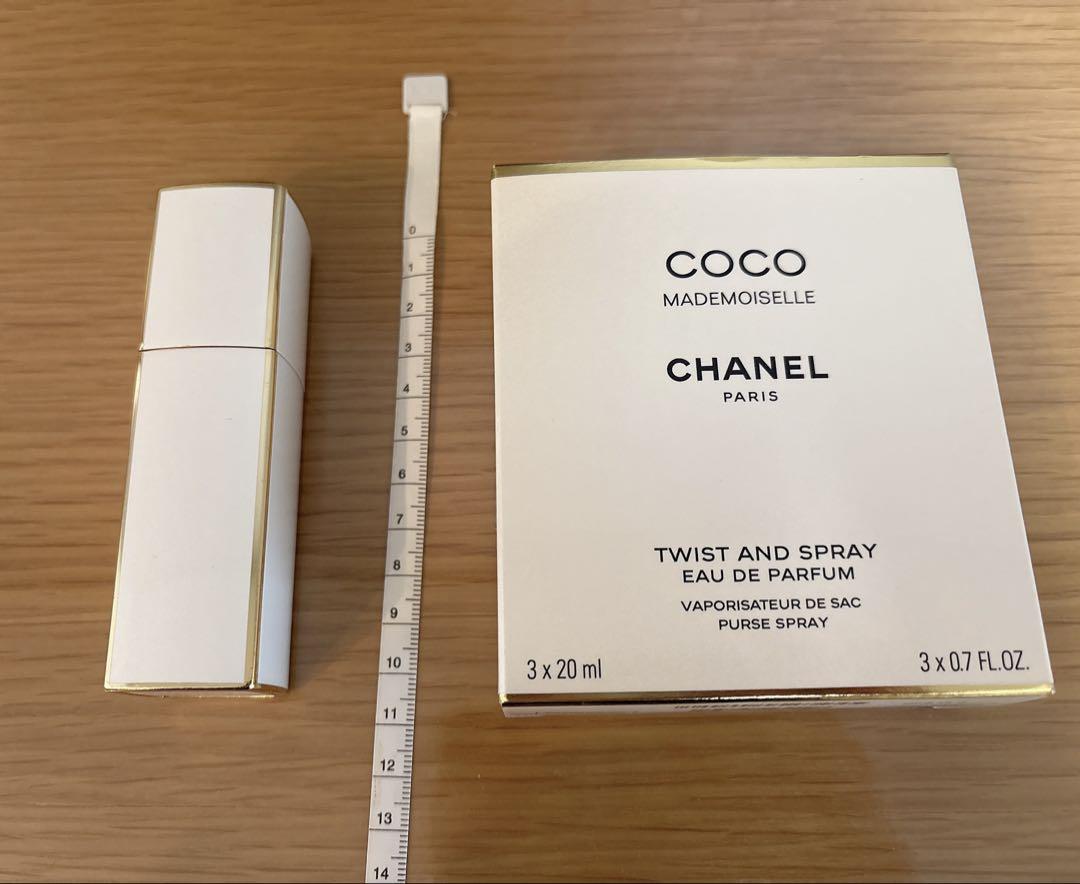 0
1
2
3
4
5
6
7
8
9
10
11
12
13
14
COCO
MADEMOISELLE
CHANEL
PARIS
TWIST AND SPRAY
EAU DE PARFUM
VAPORISATEUR DE SAC
PURSE SPRAY
3 x 20 ml
3 x 0.7 FL.OZ.